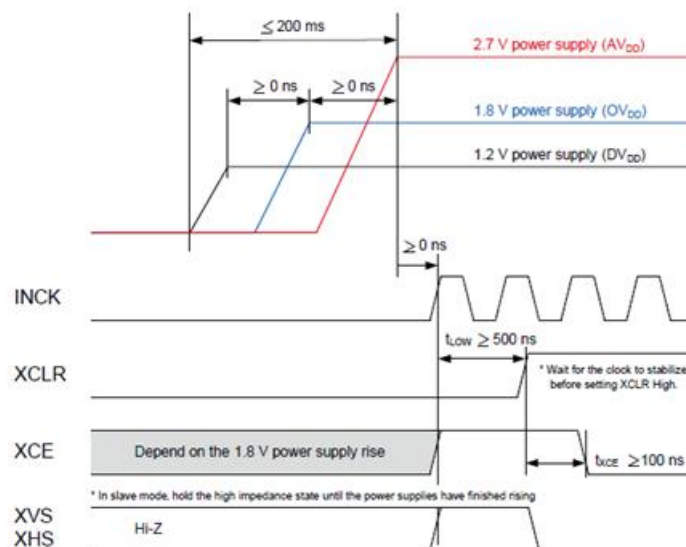 ≤ 200 ms
2.7 V power supply (AVDD)
≥ 0 ns
≥ 0 ns
1.8 V power supply (OVDD)
1.2 V power supply (DVDD)
≥ 0 ns
INCK
tLOW ≥ 500 ns
XCLR
* Wait for the clock to stabilize
before setting XCLR High.
XCE
Depend on the 1.8 V power supply rise
tXCE ≥ 100 ns
* In slave mode, hold the high impedance state until the power supplies have finished rising
XVS
Hi-Z
XHS